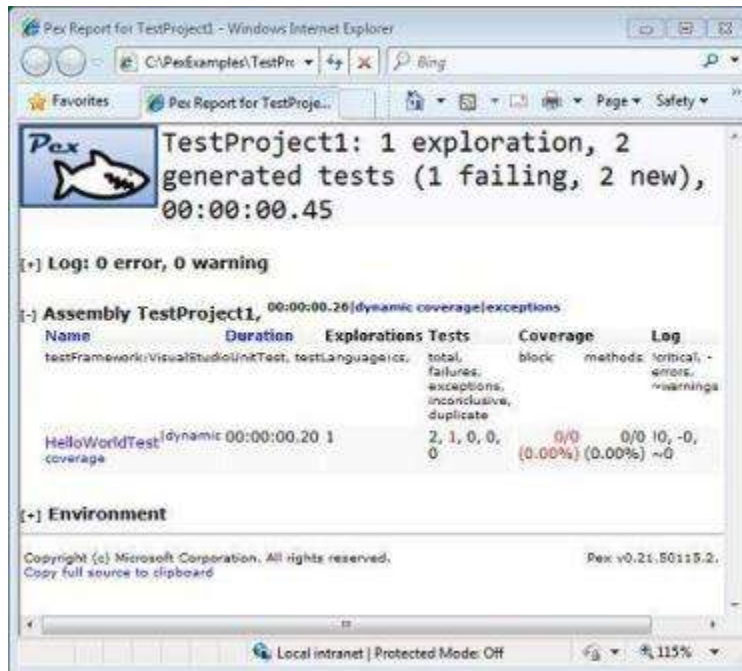 Pex Report for TestProject1 - Windows Internet Explorer
C:\PexExamples\TestPrc
Bing
Favorites
Pex Report for TestProje...
Page
Safety
»
Pex
TestProject1: 1 exploration, 2
generated tests (1 failing, 2 new),
00:00:00.45
[+] Log: 0 error, 0 warning
[-] Assembly TestProject1, 00:00:00.26|dynamic coverage|exceptions
Name Duration Explorations Tests Coverage Log
testFramework:VisualStudioUnitTest, testLanguage:cs, total, block methods !critical, -
failures, errors,
exceptions, ~warnings
inconclusive,
duplicate
HelloWorldTest |dynamic 00:00:00.20 1 2, 1, 0, 0, 0/0 0/0 !0, -0,
coverage 0 (0.00%) (0.00%) ~0
[+] Environment
Copyright (c) Microsoft Corporation. All rights reserved. Pex v0.21.50115.2.
Copy full source to clipboard
Local intranet | Protected Mode: Off
115%